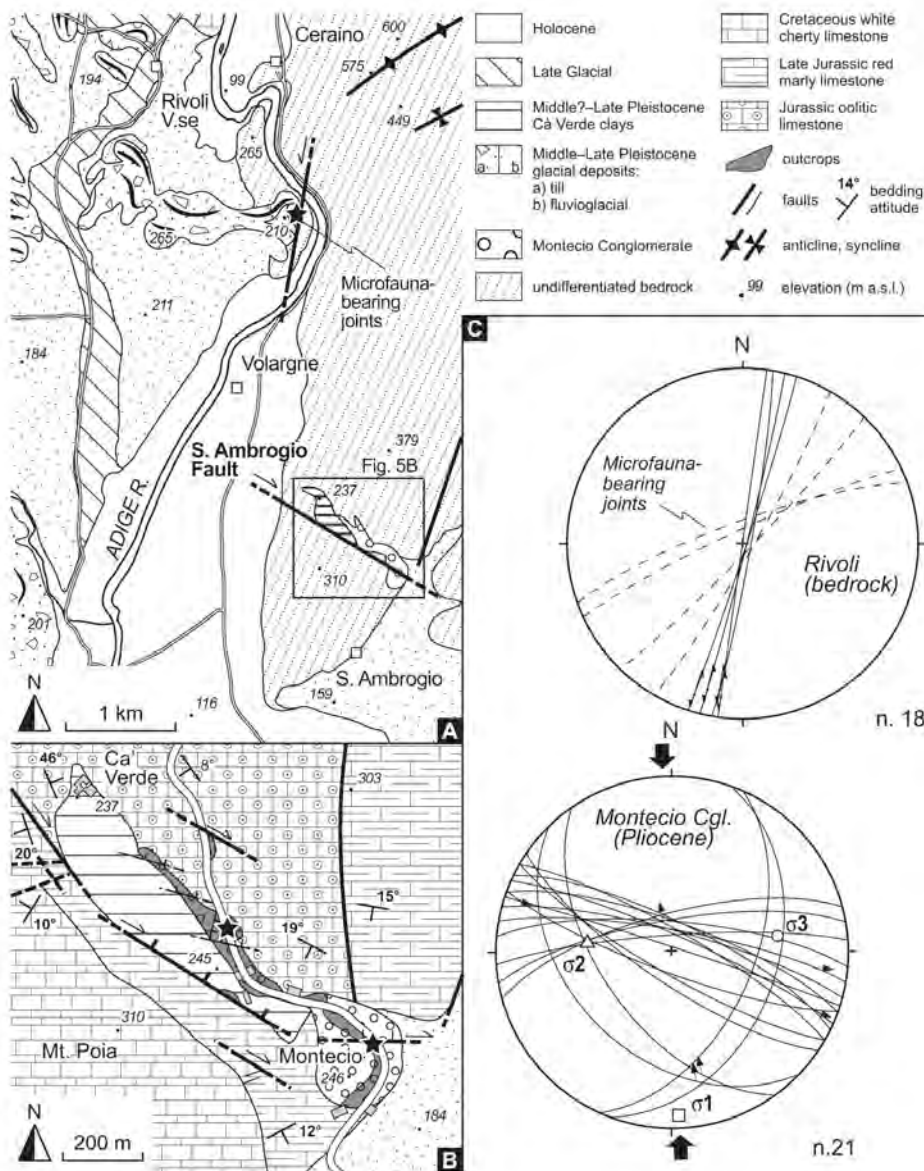 600
Ceraino
575
194
99
Rivoli
V.se
449
265
210
265
Microfauna-
bearing
joints
211
184
Volargne
S. Ambrogio
Fault
379
Fig. 5B
237
ADIGE R.
310
201
S. Ambrogio
159
116
N
1 km
A
Holocene
Late Glacial
Middle?–Late Pleistocene
Cà Verde clays
a b
Middle–Late Pleistocene
glacial deposits:
a) till
b) fluvioglacial
Montecio Conglomerate
undifferentiated bedrock
Cretaceous white
cherty limestone
Late Jurassic red
marly limestone
Jurassic oolitic
limestone
outcrops
faults
14°
bedding
attitude
anticline, syncline
99
elevation (m a.s.l.)
46°
Ca'
Verde
8°
303
237
20°
15°
10°
19°
245
310
Mt. Poia
Montecio
246
184
12°
N
200 m
B
C
N
Microfauna-
bearing
joints
Rivoli
(bedrock)
n. 18
N
Montecio Cgl.
(Pliocene)
σ3
σ2
σ1
n.21